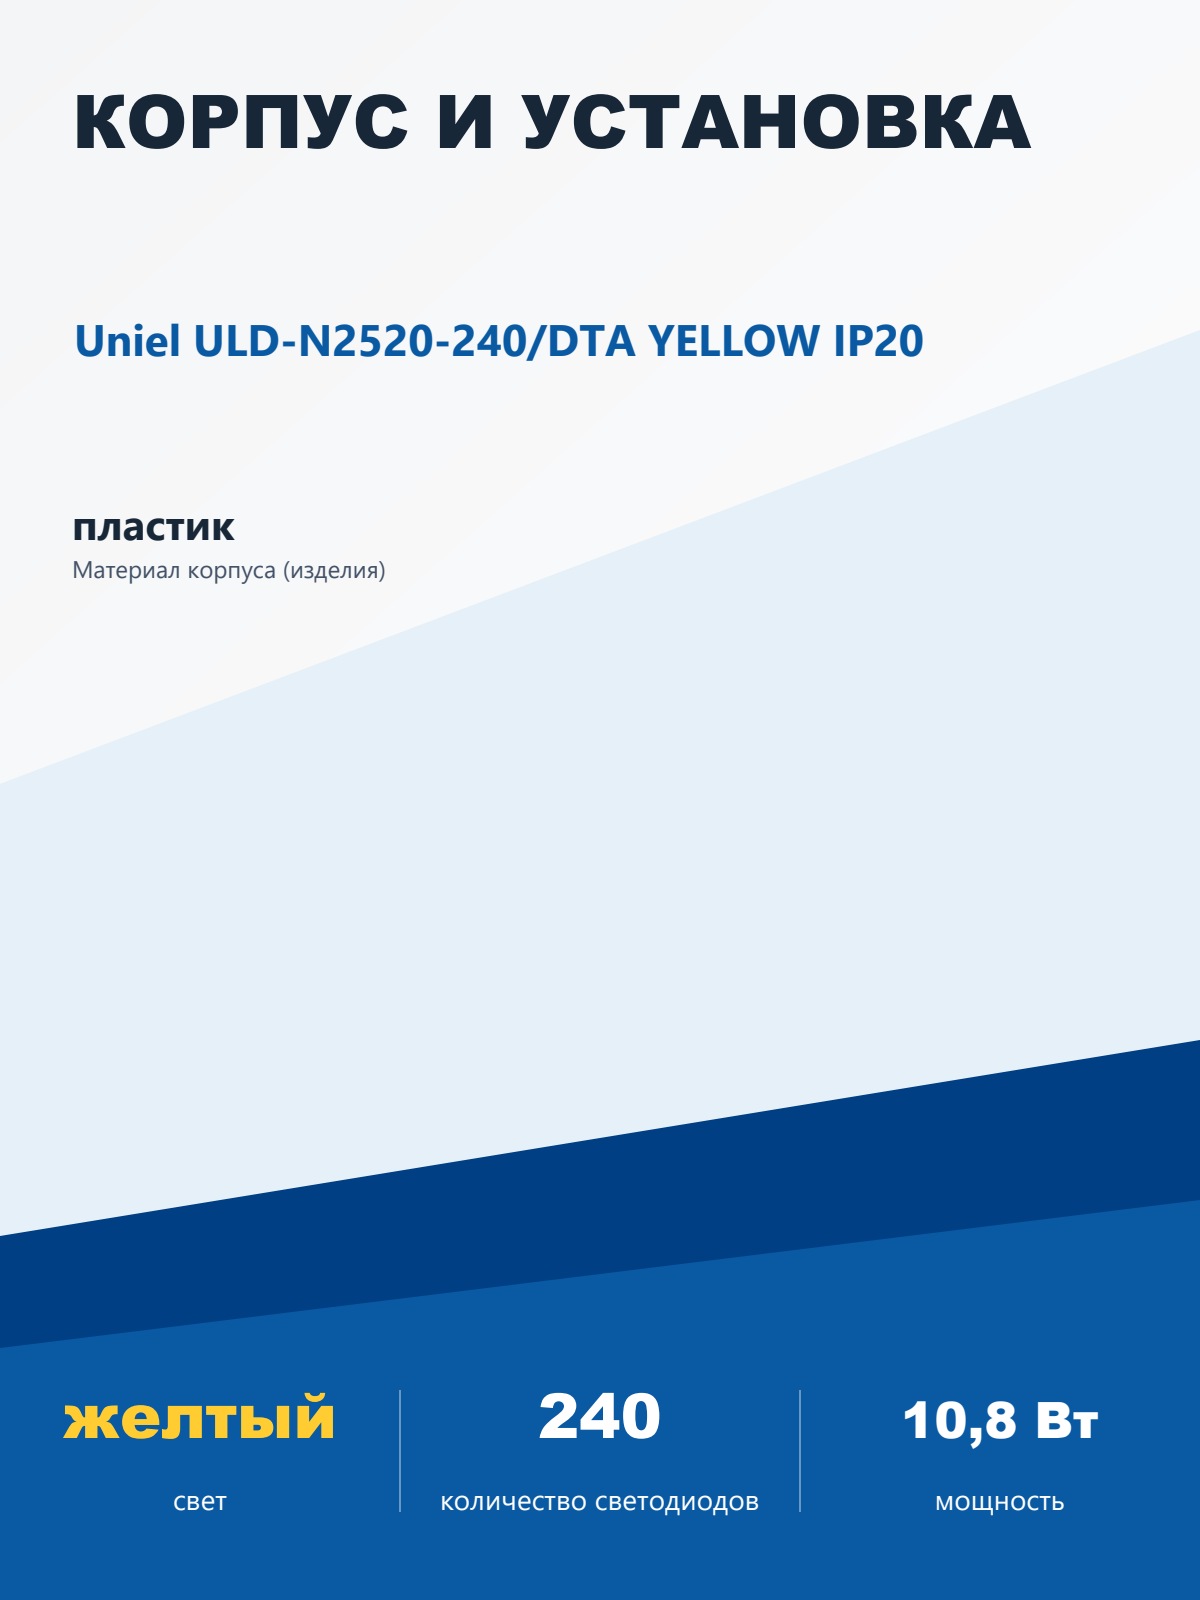 КОРПУС И УСТАНОВКА
Uniel ULD-N2520-240/DTA YELLOW IP20
пластик
Материал корпуса (изделия)
желтый
свет
240
количество светодиодов
10,8 Вт
мощность